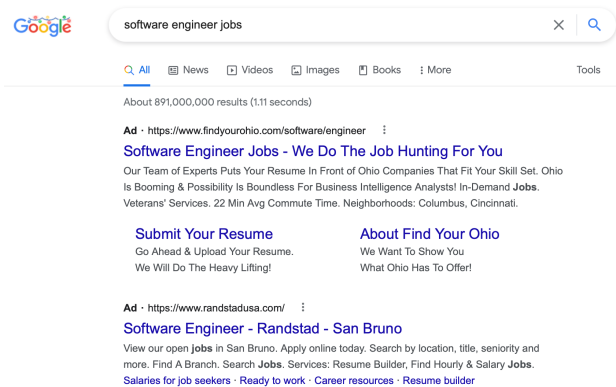 Google
software engineer jobs
All News Videos Images Books More Tools
About 891,000,000 results (1.11 seconds)
Ad · https://www.findyourohio.com/software/engineer
Software Engineer Jobs - We Do The Job Hunting For You
Our Team of Experts Puts Your Resume In Front of Ohio Companies That Fit Your Skill Set. Ohio
Is Booming & Possibility Is Boundless For Business Intelligence Analysts! In-Demand Jobs.
Veterans' Services. 22 Min Avg Commute Time. Neighborhoods: Columbus, Cincinnati.
Submit Your Resume
Go Ahead & Upload Your Resume.
We Will Do The Heavy Lifting!
About Find Your Ohio
We Want To Show You
What Ohio Has To Offer!
Ad · https://www.randstadusa.com/
Software Engineer - Randstad - San Bruno
View our open jobs in San Bruno. Apply online today. Search by location, title, seniority and
more. Find A Branch. Search Jobs. Services: Resume Builder, Find Hourly & Salary Jobs.
Salaries for job seekers · Ready to work · Career resources · Resume builder